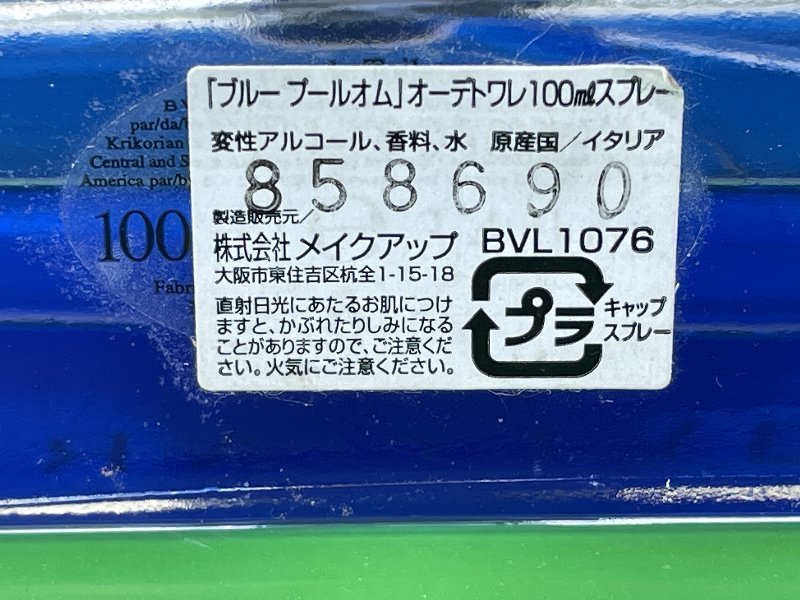 「ブルー プールオム」オーデトワレ100mlスプレー
変性アルコール、香料、水 原産国/イタリア
858690
製造販売元/
株式会社 メイクアップ BVL1076
大阪市東住吉区杭全1-15-18
直射日光にあたるお肌につけ
ますと、かぶれたりしみになる
ことがありますので、ご注意くだ
さい。火気にご注意ください。
プラ
キャップ
スプレー
par/da/b
Krikorian
Central and S
America par/by
100
Fabr